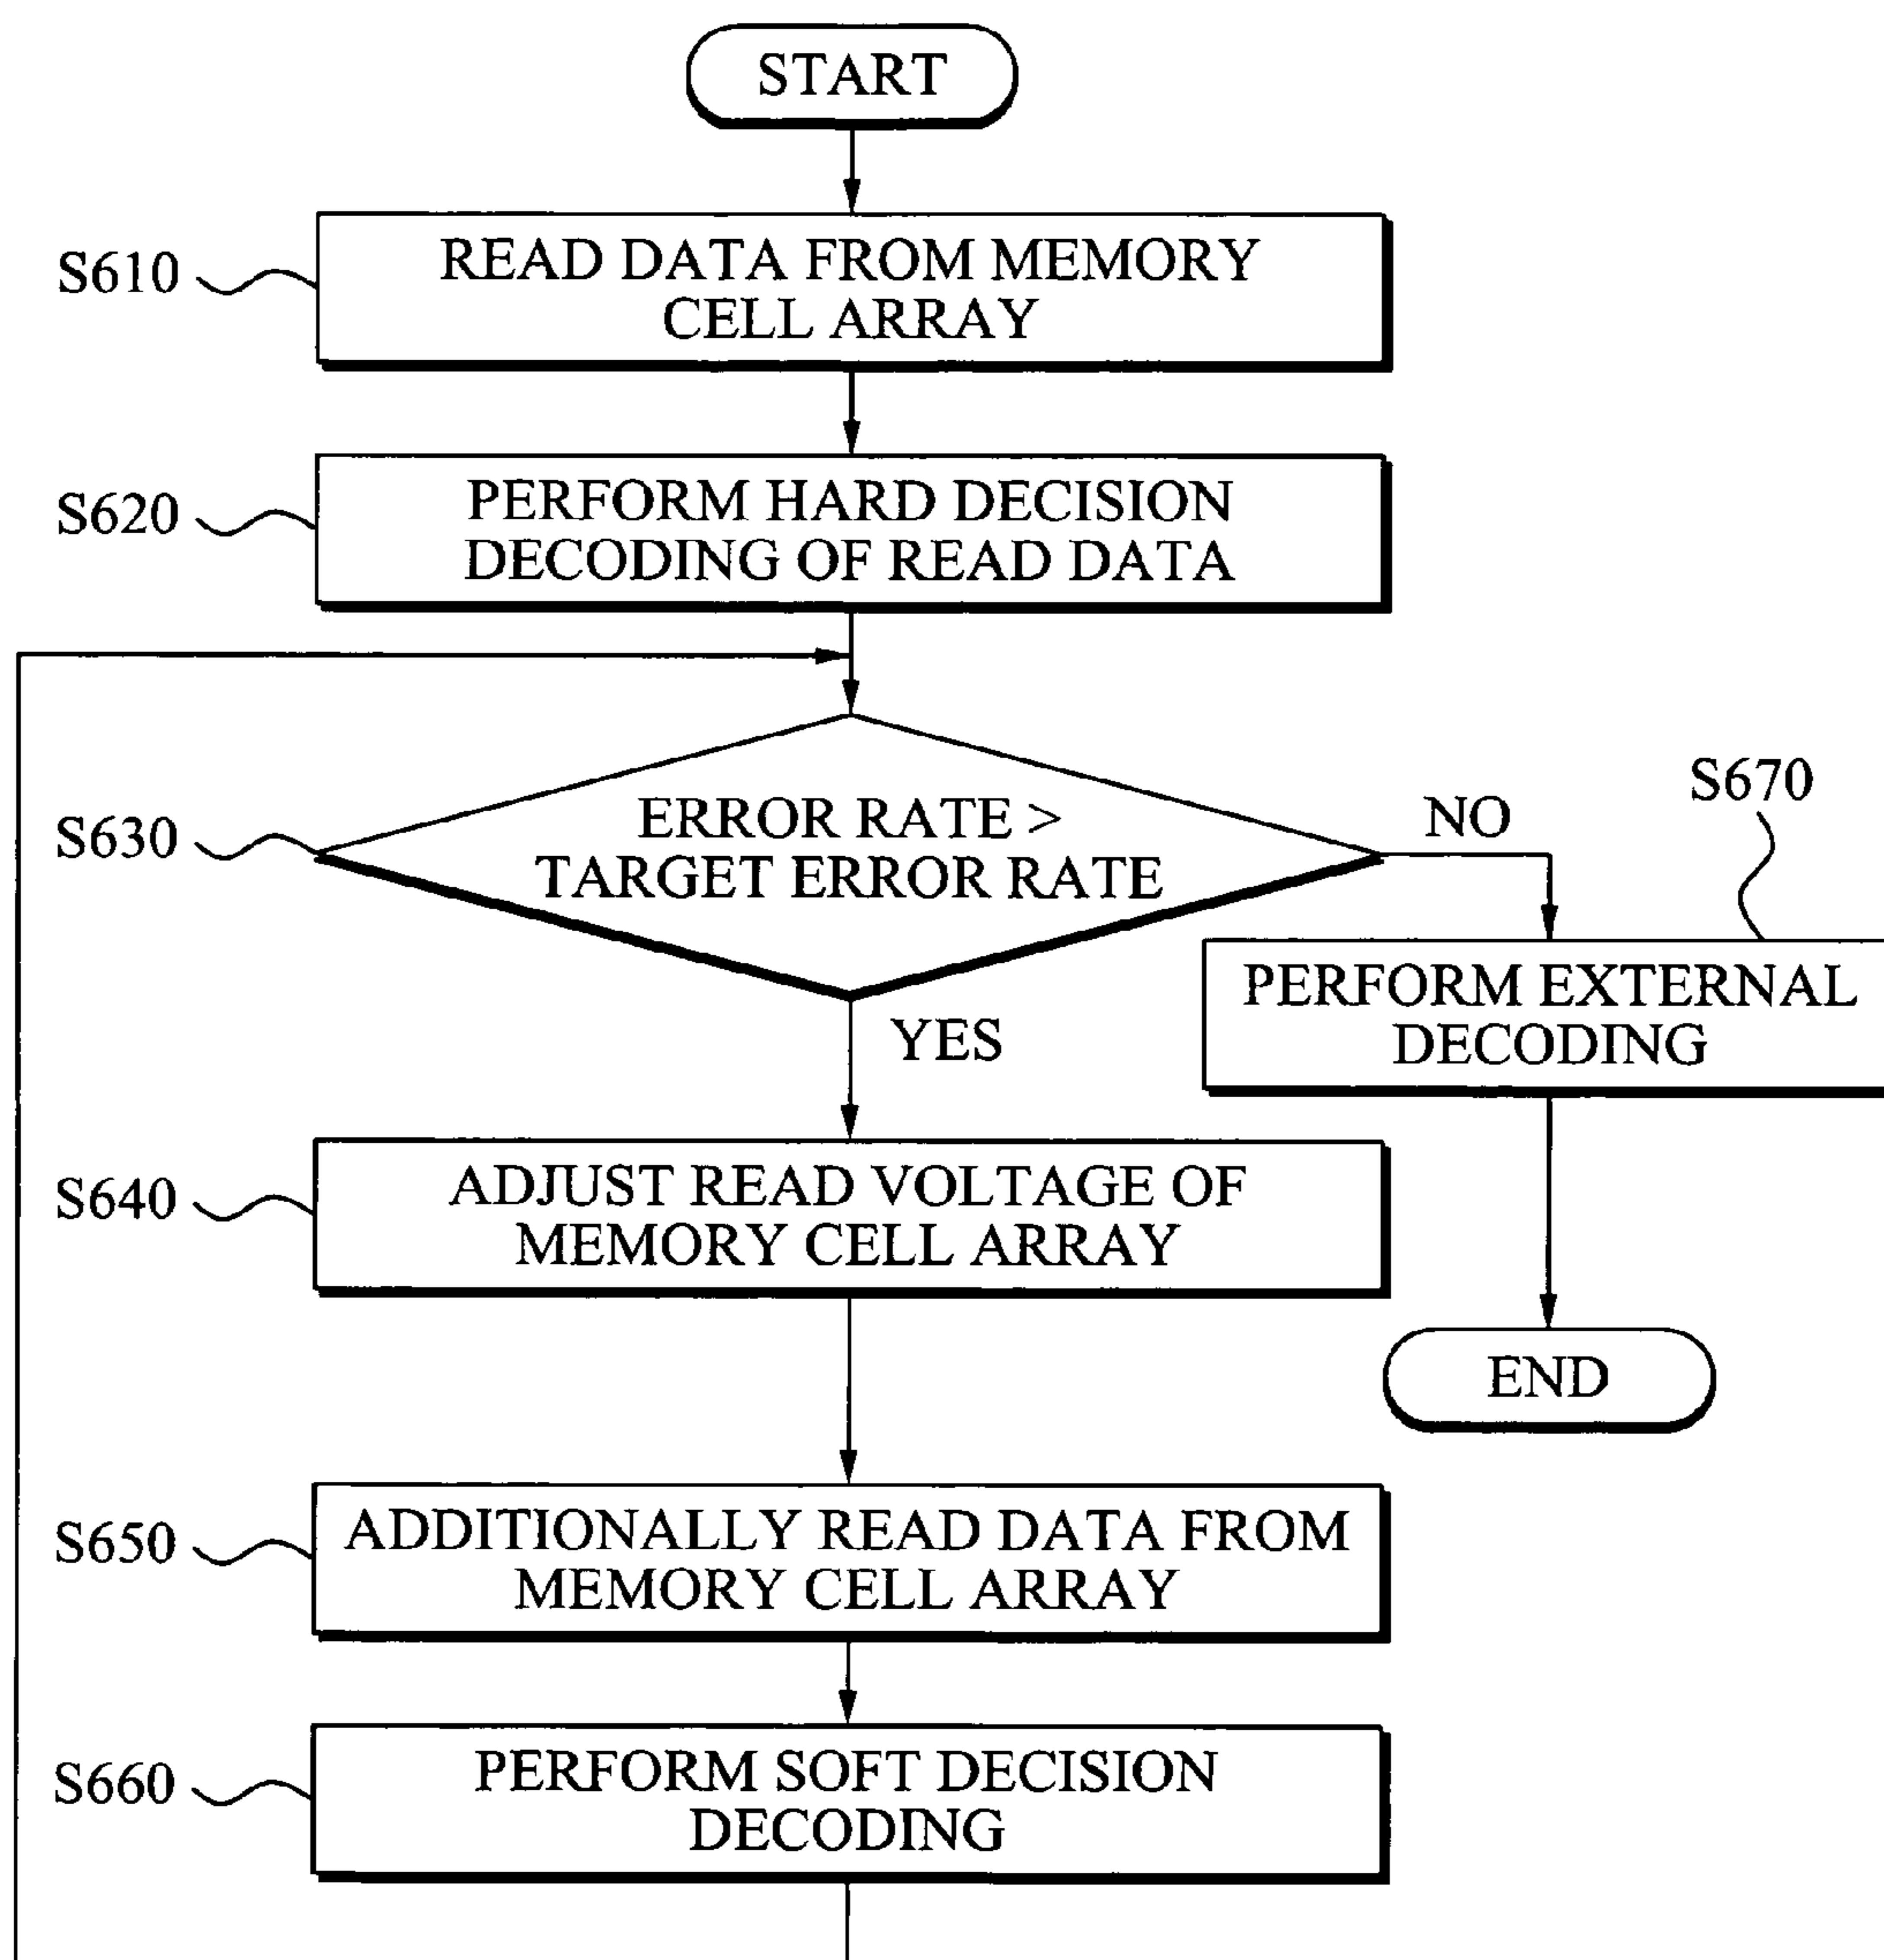 START
S610
READ DATA FROM MEMORY
CELL ARRAY
S620
PERFORM HARD DECISION
DECODING OF READ DATA
S630
ERROR RATE >
TARGET ERROR RATE
NO
S670
PERFORM EXTERNAL
DECODING
YES
S640
ADJUST READ VOLTAGE OF
MEMORY CELL ARRAY
END
S650
ADDITIONALLY READ DATA FROM
MEMORY CELL ARRAY
S660
PERFORM SOFT DECISION
DECODING